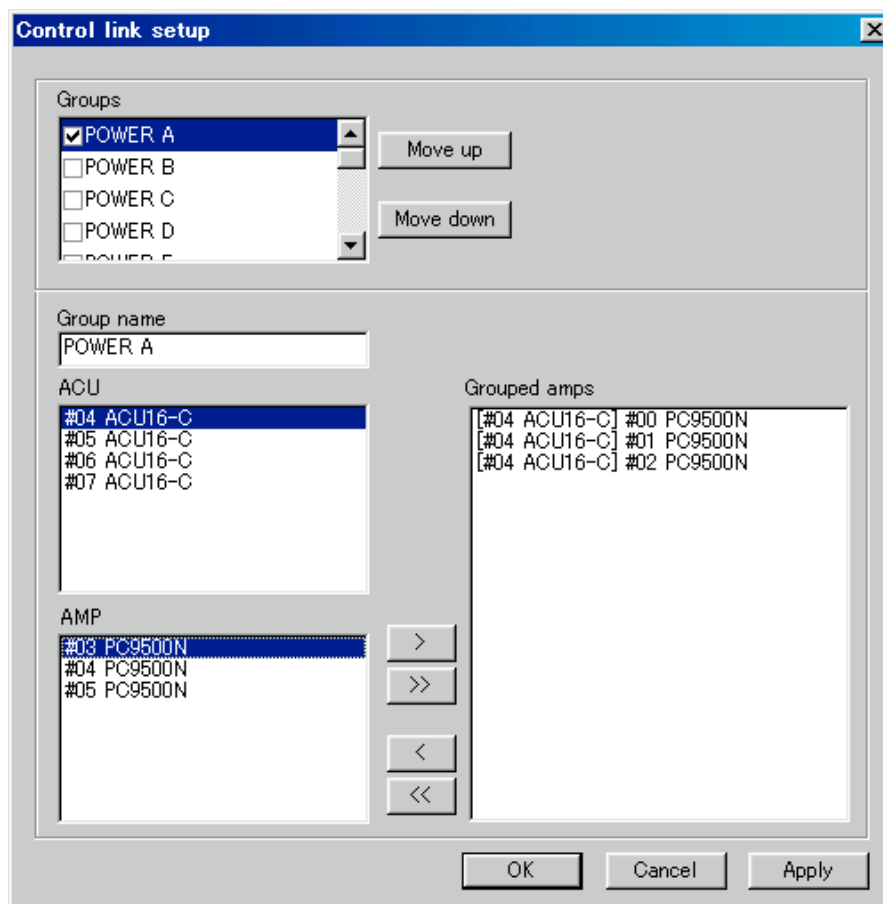 Control link setup
Groups
POWER A
POWER B
POWER C
POWER D
Move up
Move down
Group name
POWER A
ACU
#04 ACU16-C
#05 ACU16-C
#06 ACU16-C
#07 ACU16-C
Grouped amps
[#04 ACU16-C] #00 PC9500N
[#04 ACU16-C] #01 PC9500N
[#04 ACU16-C] #02 PC9500N
AMP
#03 PC9500N
#04 PC9500N
#05 PC9500N
>
>>
<
<<
OK
Cancel
Apply